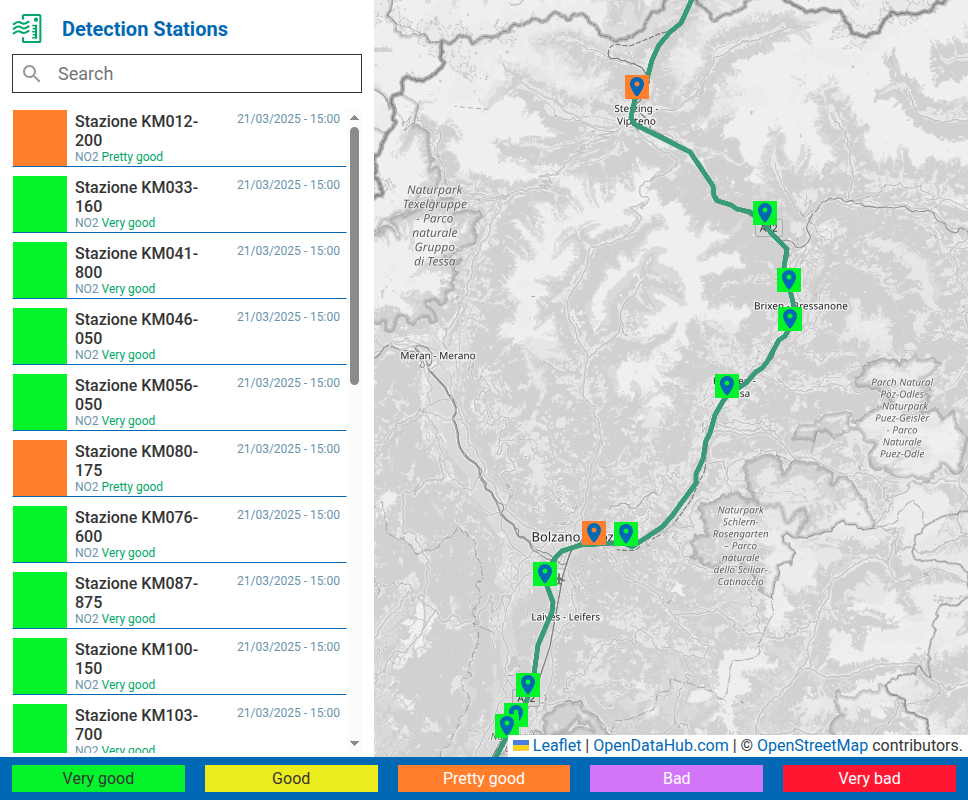 Detection Stations
Search
Stazione KM012-
200
21/03/2025 - 15:00
NO2 Pretty good
Stazione KM033-
160
21/03/2025 - 15:00
NO2 Very good
Stazione KM041-
800
21/03/2025 - 15:00
NO2 Very good
Stazione KM046-
050
21/03/2025 - 15:00
NO2 Very good
Stazione KM056-
050
21/03/2025 - 15:00
NO2 Very good
Stazione KM080-
175
21/03/2025 - 15:00
NO2 Pretty good
Stazione KM076-
600
21/03/2025 - 15:00
NO2 Very good
Stazione KM087-
875
21/03/2025 - 15:00
NO2 Very good
Stazione KM100-
150
21/03/2025 - 15:00
NO2 Very good
Stazione KM103-
700
21/03/2025 - 15:00
NO2 Very good
Sterzing -
Vipiteno
Naturpark
Texelgruppe
- Parco
naturale
Gruppo
di Tessa
Brixen - Bressanone
Meran - Merano
Parch Natural
Pöz-Odles
Naturpark
Puez-Geisler
- Parco
Naturale
Puez-Odle
Naturpark
Schlern-
Rosengarten
- Parco
naturale
dello Sciliar-
Catinaccio
Bolzano
Laives - Leifers
Leaflet | OpenDataHub.com | © OpenStreetMap contributors.
Very good
Good
Pretty good
Bad
Very bad